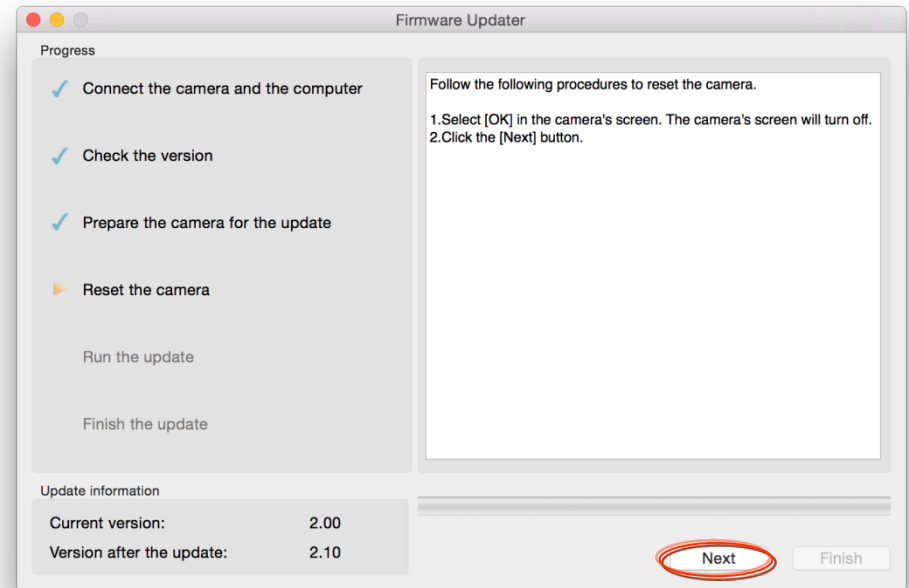 Firmware Updater
Progress
Connect the camera and the computer
Check the version
Prepare the camera for the update
Reset the camera
Run the update
Finish the update
Follow the following procedures to reset the camera.
1.Select [OK] in the camera's screen. The camera's screen will turn off.
2.Click the [Next] button.
Update information
Current version: 2.00
Version after the update: 2.10
Next
Finish